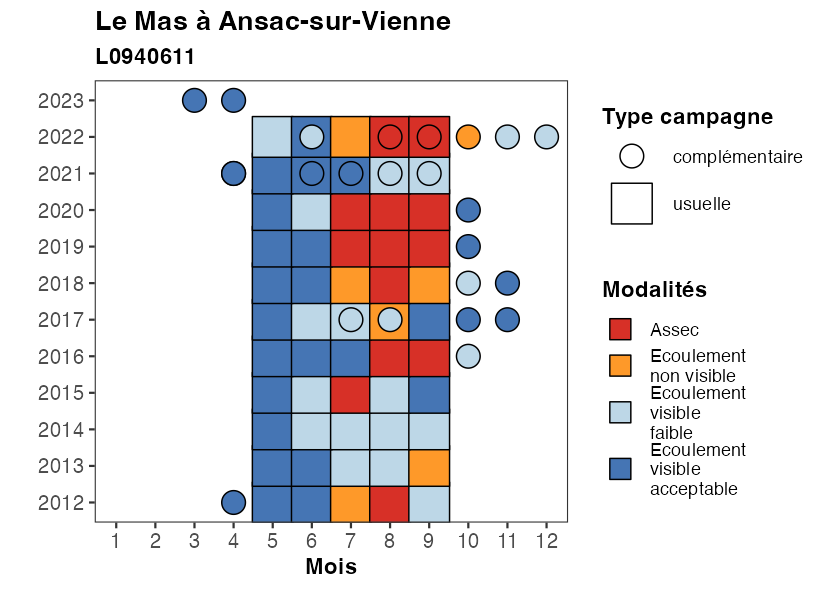 Le Mas à Ansac-sur-Vienne
L0940611
2023
2022
2021
2020
2019
2018
2017
2016
2015
2014
2013
2012
1 2 3 4 5 6 7 8 9 10 11 12
Mois
Type campagne
complémentaire
usuelle
Modalités
Assec
Ecoulement
non visible
Ecoulement
visible
faible
Ecoulement
visible
acceptable